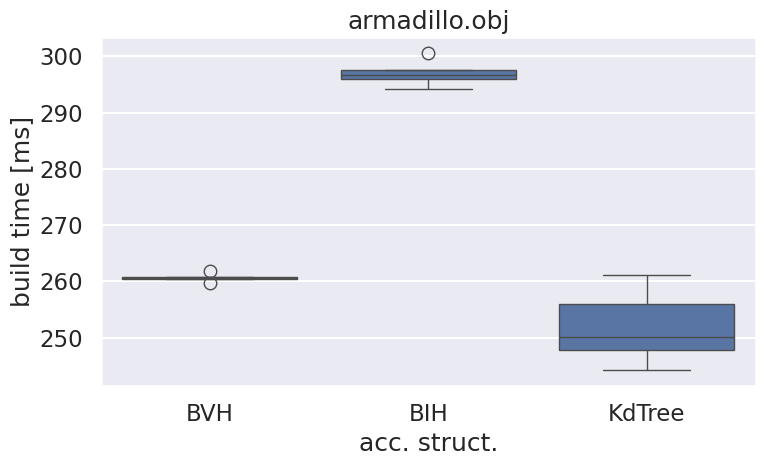 armadillo.obj
300
290
280
270
260
250
build time [ms]
BVH
BIH
KdTree
acc. struct.